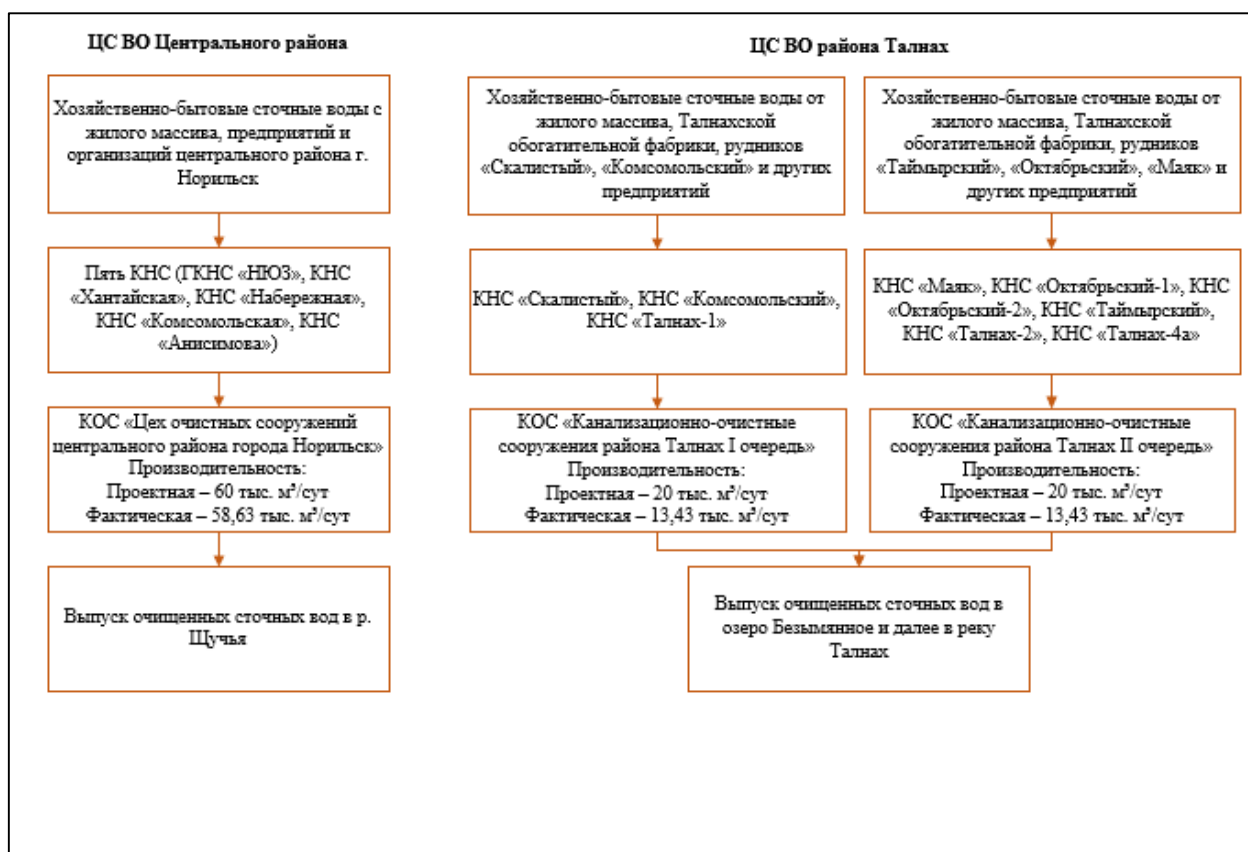 ЦС ВО Центрального района
Хозяйственно-бытовые сточные воды с
жилого массива, предприятий и
организаций центрального района г.
Норильск
Пять КНС (ГКНС «НЮЗ», КНС
«Хантайская», КНС «Набережная»,
КНС «Комсомольская», КНС
«Анисимова»)
КОС «Цех очистных сооружений
центрального района города Норильск»
Производительность:
Проектная – 60 тыс. м³/сут
Фактическая – 58,63 тыс. м³/сут
Выпуск очищенных сточных вод в р.
Щучья
ЦС ВО района Талнах
Хозяйственно-бытовые сточные воды от
жилого массива, Талнахской
обогатительной фабрики, рудников
«Скалистый», «Комсомольский» и других
предприятий
КНС «Скалистый», КНС «Комсомольский»,
КНС «Талнах-1»
КОС «Канализационно-очистные
сооружения района Талнах I очередь»
Производительность:
Проектная – 20 тыс. м³/сут
Фактическая – 13,43 тыс. м³/сут
Хозяйственно-бытовые сточные воды от
жилого массива, Талнахской
обогатительной фабрики, рудников
«Таймырский», «Октябрьский», «Маяк» и
других предприятий
КНС «Маяк», КНС «Октябрьский-1», КНС
«Октябрьский-2», КНС «Таймырский»,
КНС «Талнах-2», КНС «Талнах-4а»
КОС «Канализационно-очистные
сооружения района Талнах II очередь»
Производительность:
Проектная – 20 тыс. м³/сут
Фактическая – 13,43 тыс. м³/сут
Выпуск очищенных сточных вод в
озеро Безымянное и далее в реку
Талнах